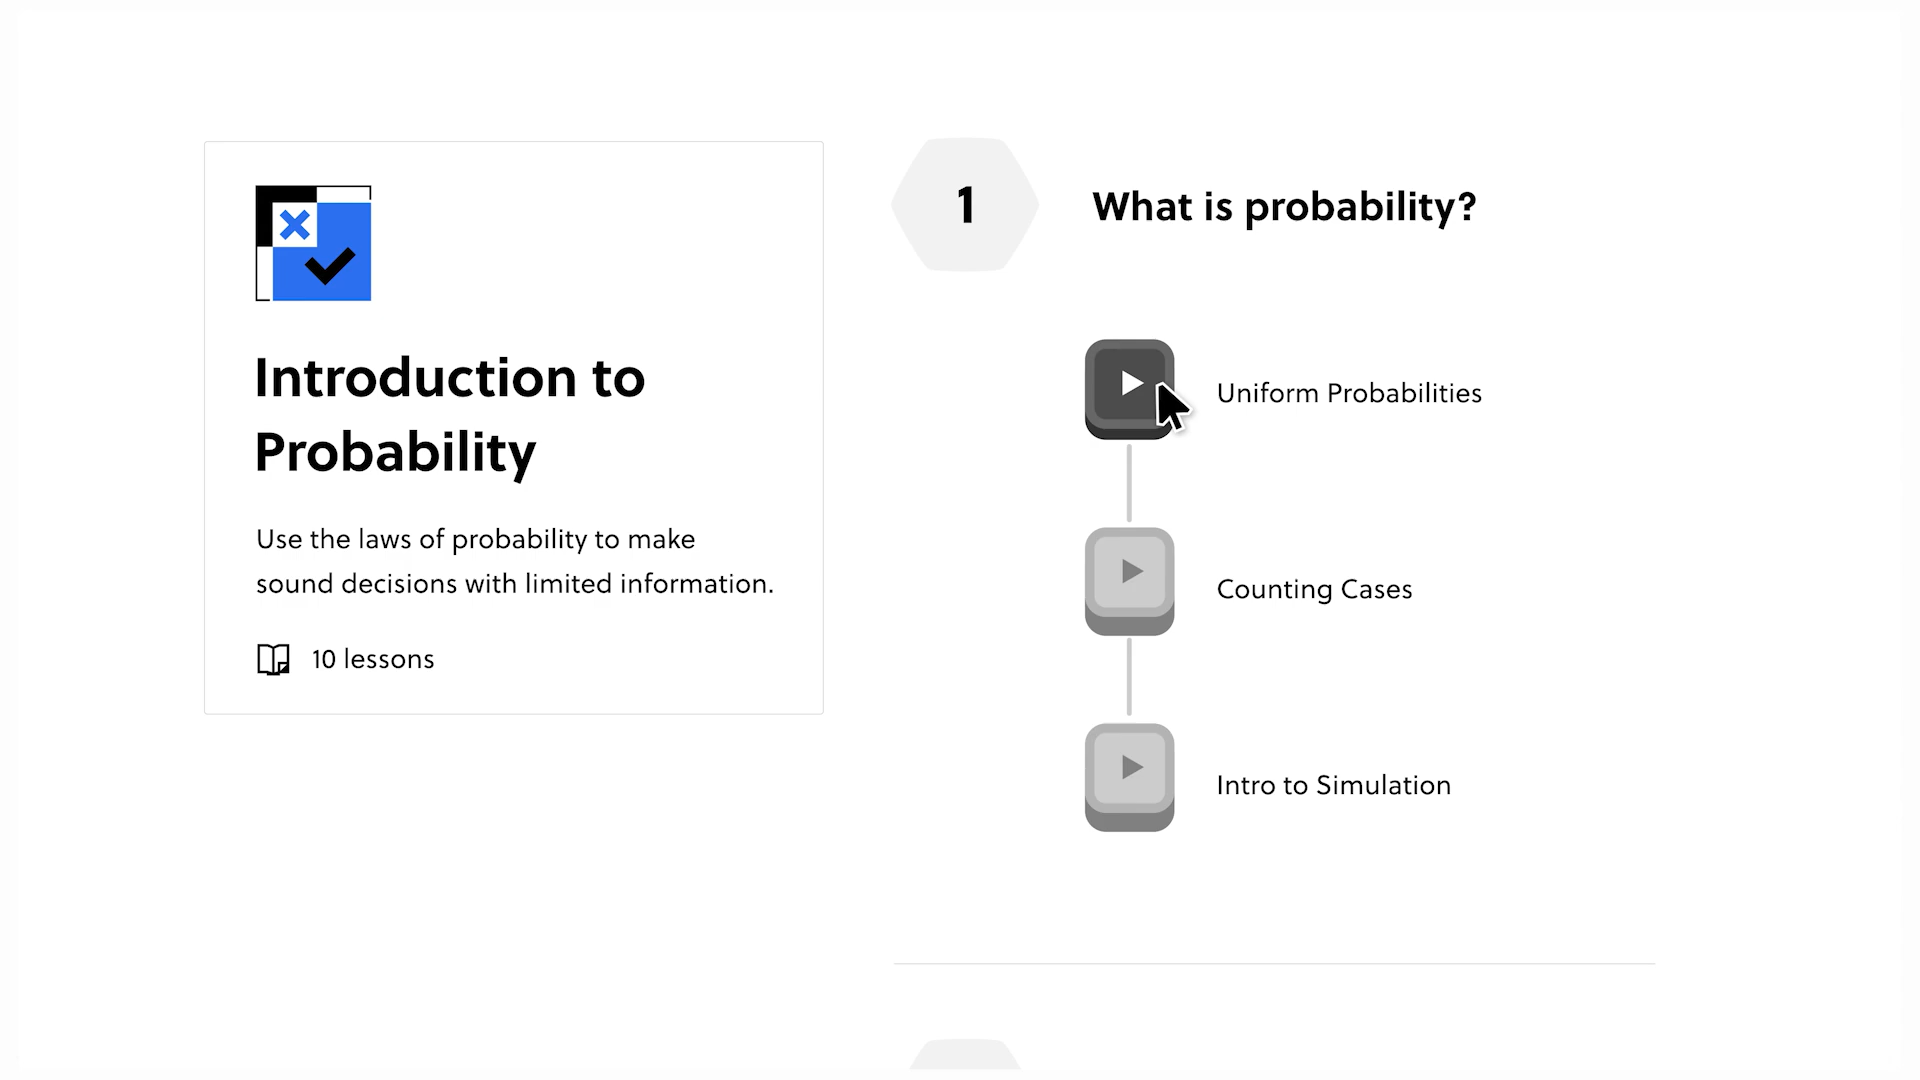 Introduction to
Probability
Use the laws of probability to make
sound decisions with limited information.
10 lessons
1
What is probability?
Uniform Probabilities
Counting Cases
Intro to Simulation